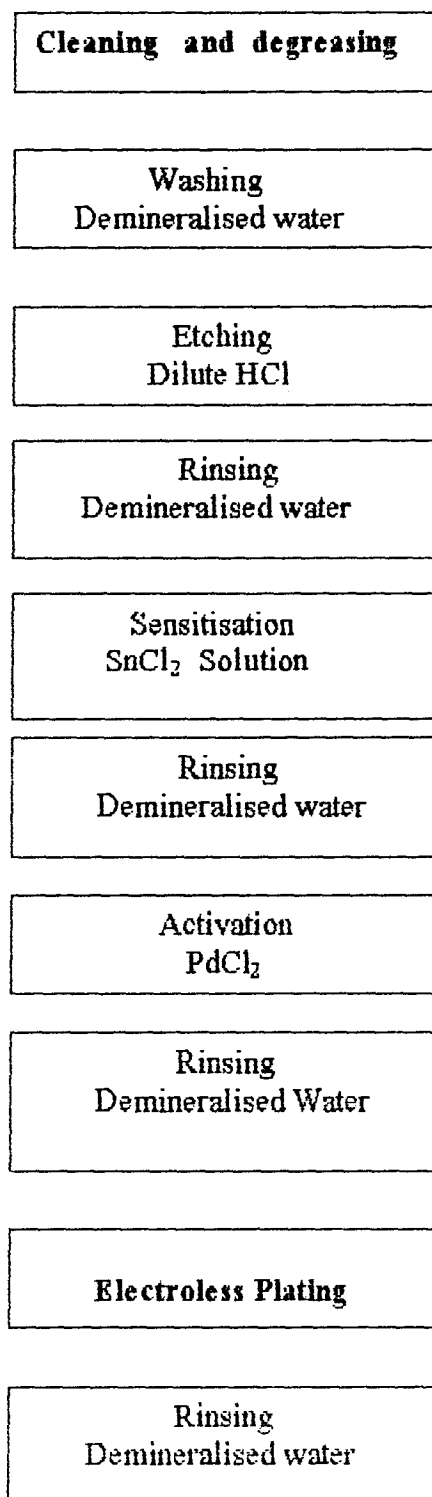 Cleaning and degreasing
Washing
Demineralised water
Etching
Dilute HCl
Rinsing
Demineralised water
Sensitisation
SnCl₂ Solution
Rinsing
Demineralised water
Activation
PdCl₂
Rinsing
Demineralised Water
Electroless Plating
Rinsing
Demineralised water